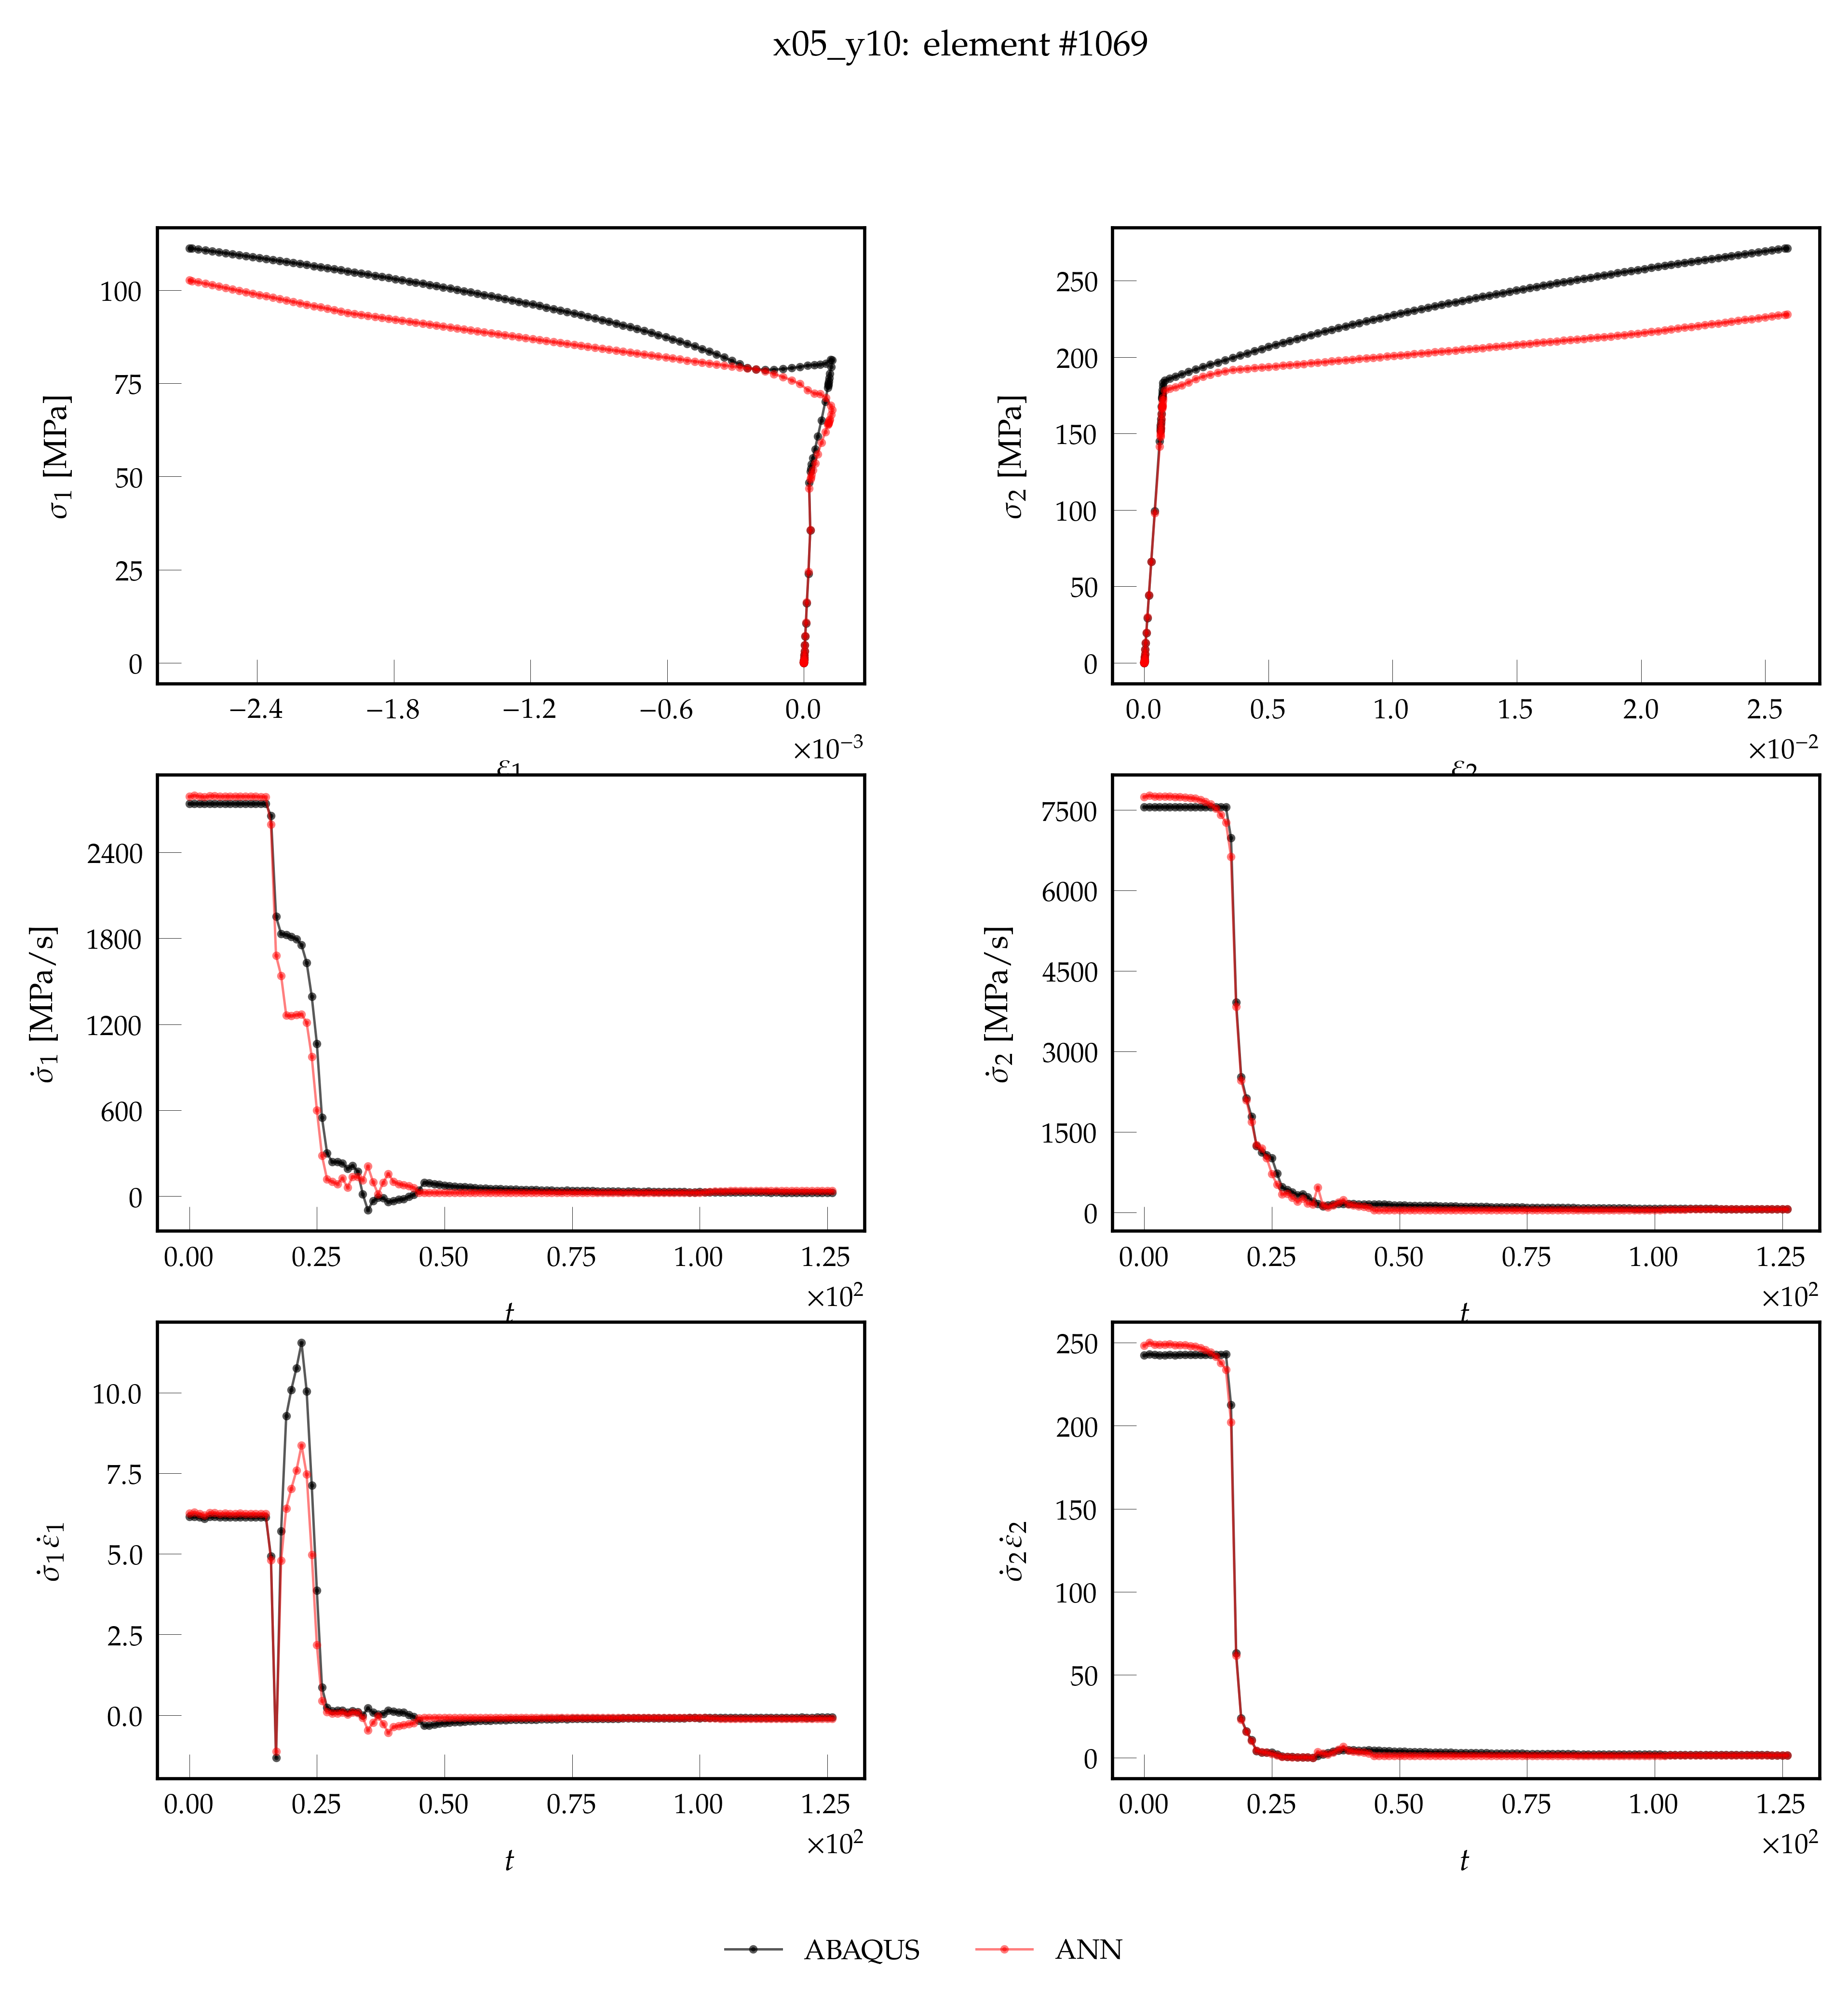 x05_y10: element #1069
σ₁ [MPa]
100
75
50
25
0
−2.4 −1.8 −1.2 −0.6 0.0
×10⁻³
ε₁
σ₂ [MPa]
250
200
150
100
50
0
0.0 0.5 1.0 1.5 2.0 2.5
×10⁻²
ε₂
σ̇₁ [MPa/s]
2400
1800
1200
600
0
0.00 0.25 0.50 0.75 1.00 1.25
×10²
t
σ̇₂ [MPa/s]
7500
6000
4500
3000
1500
0
0.00 0.25 0.50 0.75 1.00 1.25
×10²
t
σ̇₁ε̇₁
10.0
7.5
5.0
2.5
0.0
0.00 0.25 0.50 0.75 1.00 1.25
×10²
t
σ̇₂ε̇₂
250
200
150
100
50
0
0.00 0.25 0.50 0.75 1.00 1.25
×10²
t
ABAQUS ANN